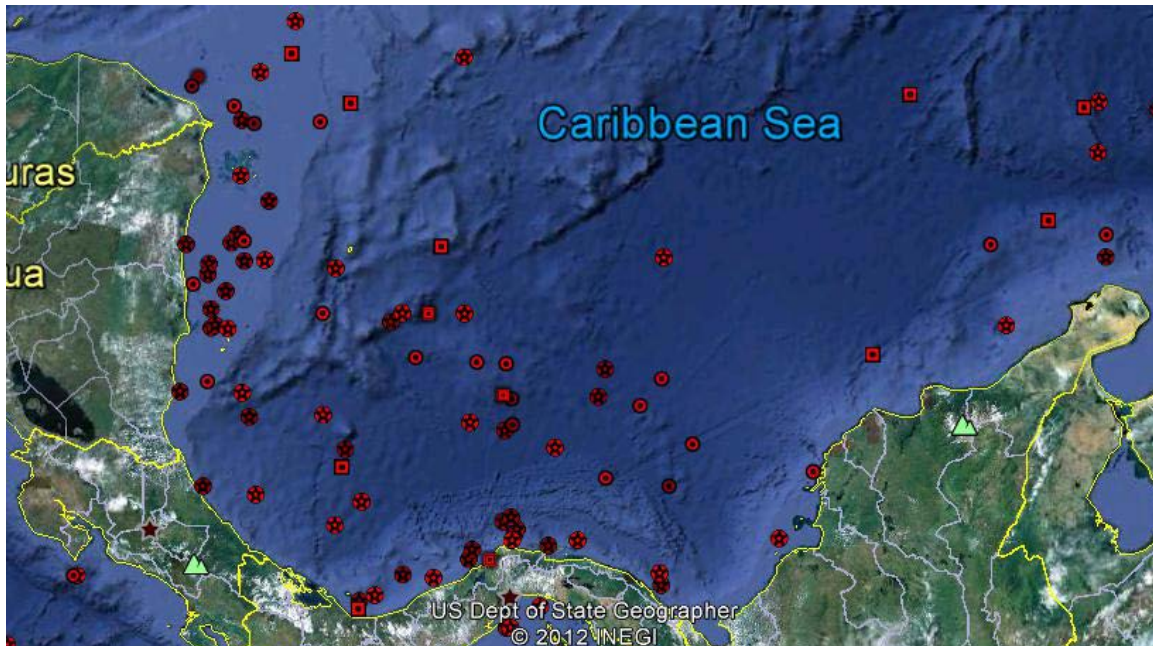 Caribbean Sea
uras
ua
US Dept of State Geographer
© 2012 INEGI